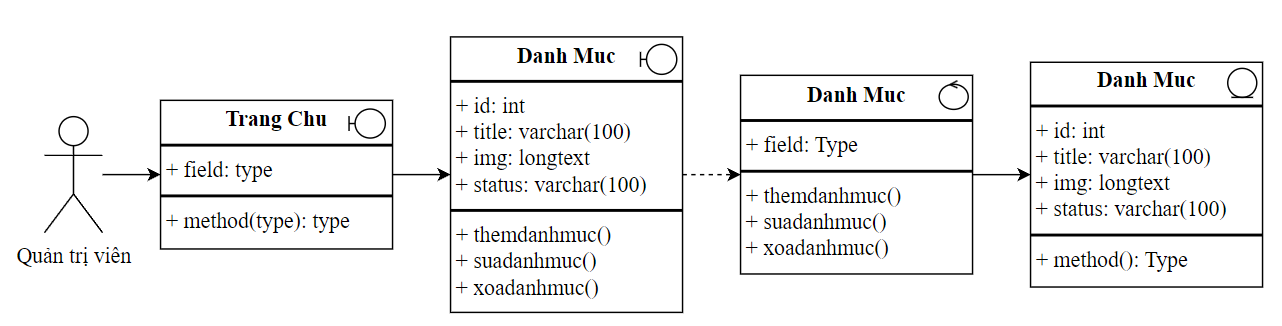 Quản trị viên
Trang Chu
+ field: type
+ method(type): type
Danh Muc
+ id: int
+ title: varchar(100)
+ img: longtext
+ status: varchar(100)
+ themdanhmuc()
+ suadanhmuc()
+ xoadanhmuc()
Danh Muc
+ field: Type
+ themdanhmuc()
+ suadanhmuc()
+ xoadanhmuc()
Danh Muc
+ id: int
+ title: varchar(100)
+ img: longtext
+ status: varchar(100)
+ method(): Type